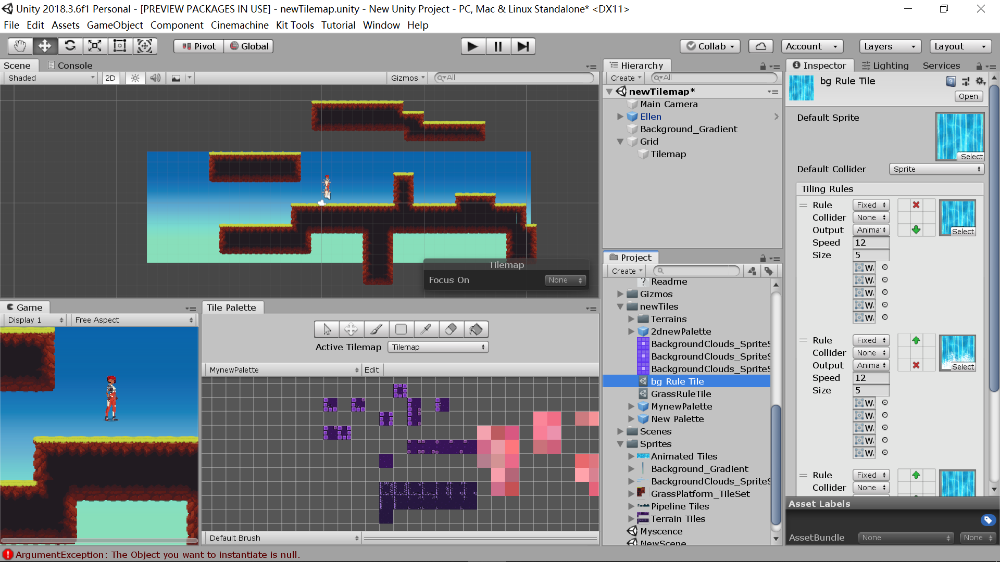 Unity 2018.3.6f1 Personal - [PREVIEW PACKAGES IN USE] - newTilemap.unity - New Unity Project - PC, Mac & Linux Standalone* <DX11>
File Edit Assets GameObject Component Cinemachine Kit Tools Tutorial Window Help
Pivot Global
Collab Account Layers Layout
Scene Console
Shaded 2D Gizmos All
Tilemap
Focus On None
Game
Display 1 Free Aspect
Tile Palette
Active Tilemap Tilemap
MynewPalette Edit
Default Brush
Hierarchy
Create All
newTilemap*
Main Camera
Ellen
Background_Gradient
Grid
Tilemap
Project
Create
Readme
Gizmos
newTiles
Terrains
2dnewPalette
BackgroundClouds_SpriteS
BackgroundClouds_SpriteS
BackgroundClouds_SpriteS
bg Rule Tile
GrassRuleTile
MynewPalette
New Palette
Scenes
Sprites
Animated Tiles
Background_Gradient
BackgroundClouds_SpriteS
GrassPlatform_TileSet
Pipeline Tiles
Terrain Tiles
Myscence
NewScene
Inspector Lighting Services
bg Rule Tile
Open
Default Sprite
Select
Default Collider Sprite
Tiling Rules
Rule Fixed
Collider None
Output Anima
Select
Speed 12
Size 5
W
W
W
W
W
Rule Fixed
Collider None
Output Anima
Select
Speed 12
Size 5
W
W
W
W
W
Rule Fixed
Collider None
Asset Labels
AssetBundle None None
ArgumentException: The Object you want to instantiate is null.